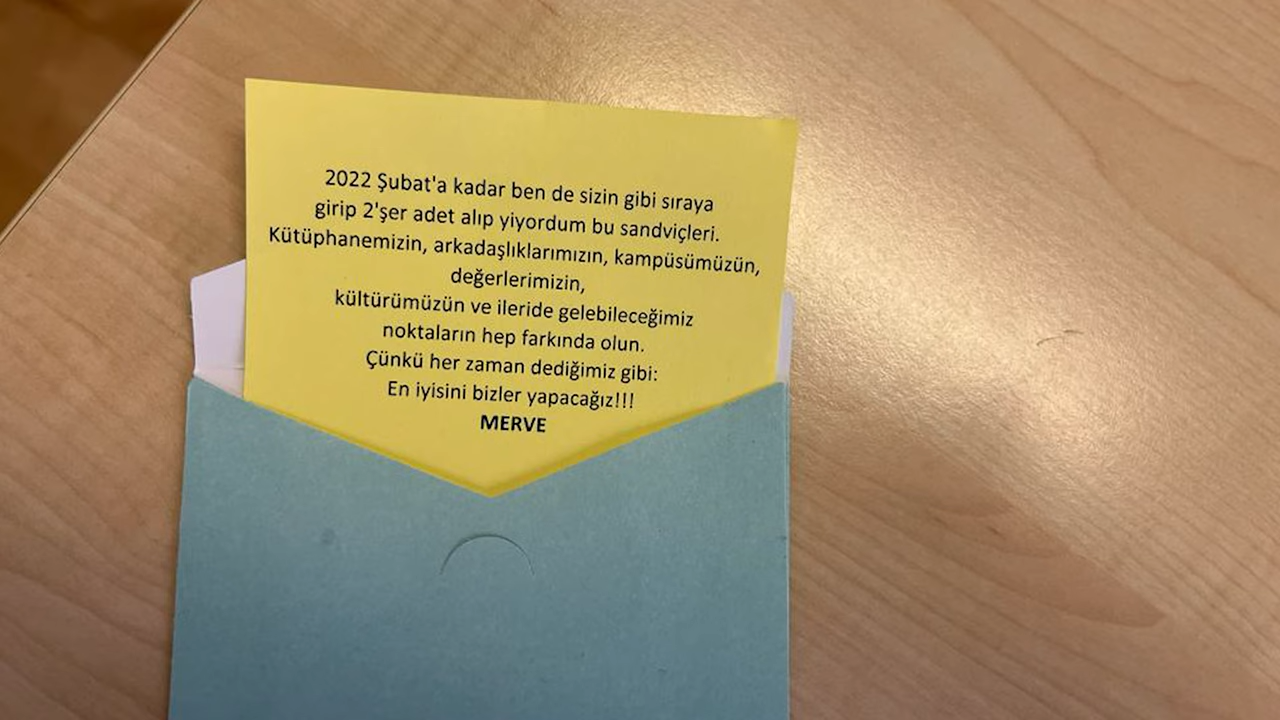 2022 Şubat'a kadar ben de sizin gibi sıraya
girip 2'şer adet alıp yiyordum bu sandviçleri.
Kütüphanemizin, arkadaşlıklarımızın, kampüsümüzün,
değerlerimizin,
kültürümüzün ve ileride gelebileceğimiz
noktaların hep farkında olun.
Çünkü her zaman dediğimiz gibi:
En iyisini bizler yapacağız!!!
MERVE